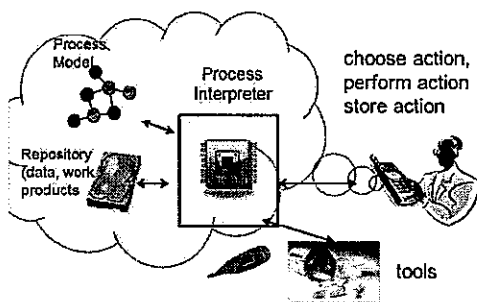 Process
Model
Process
Interpreter
choose action,
perform action
store action
Repository
(data, work
products
tools